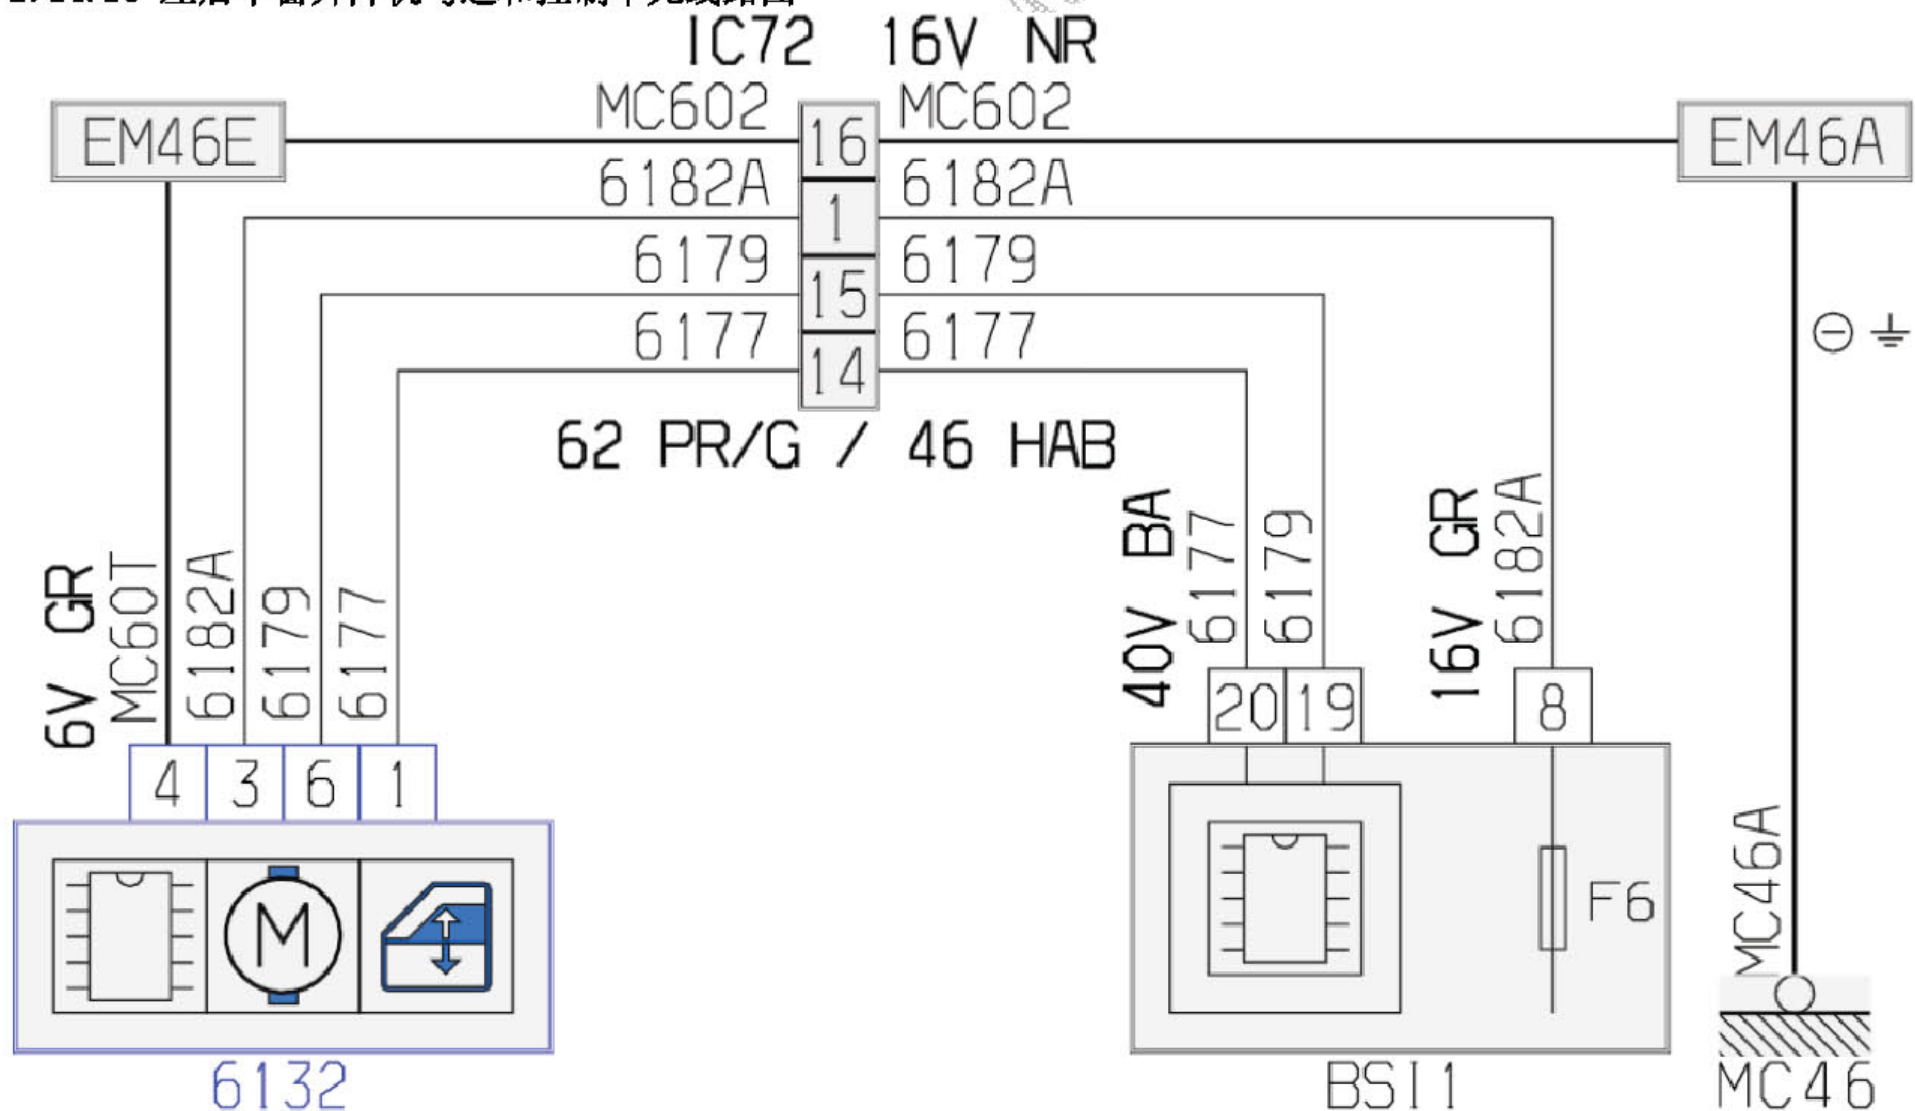 IC72 16V NR
MC602 MC602
EM46E 16 EM46A
6182A 6182A
1
6179 6179
15
6177 6177
14
62 PR/G / 46 HAB
6V GR
MC60T
6182A
6179
6177
40V BA
6177
6179
16V GR
6182A
20 19 8
4 3 6 1
M
F6
MC46A
6132
BSI1
MC46